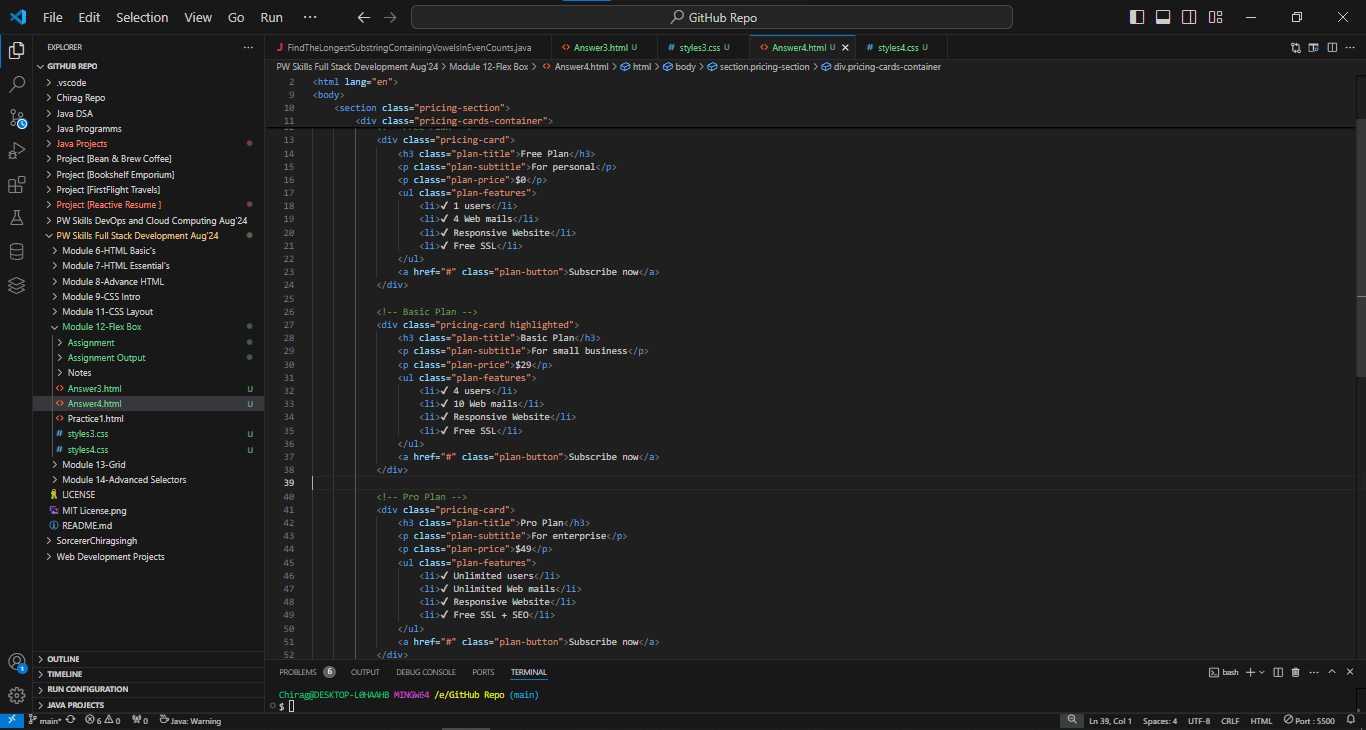 File Edit Selection View Go Run ··· GitHub Repo
EXPLORER
GITHUB REPO
.vscode
Chirag Repo
Java DSA
Java Programms
Java Projects
Project [Bean & Brew Coffee]
Project [Bookshelf Emporium]
Project [FirstFlight Travels]
Project [Reactive Resume ]
PW Skills DevOps and Cloud Computing Aug'24
PW Skills Full Stack Development Aug'24
Module 6-HTML Basic's
Module 7-HTML Essential's
Module 8-Advance HTML
Module 9-CSS Intro
Module 11-CSS Layout
Module 12-Flex Box
Assignment
Assignment Output
Notes
Answer3.html U
Answer4.html U
Practice1.html
styles3.css U
styles4.css U
Module 13-Grid
Module 14-Advanced Selectors
LICENSE
MIT License.png
README.md
SorcererChiragsingh
Web Development Projects
OUTLINE
TIMELINE
RUN CONFIGURATION
JAVA PROJECTS
FindTheLongestSubstringContainingVowelsInEvenCounts.java Answer3.html U styles3.css U Answer4.html U styles4.css U
PW Skills Full Stack Development Aug'24 > Module 12-Flex Box > Answer4.html > html > body > section.pricing-section > div.pricing-cards-container
2 <html lang="en">
9 <body>
10 <section class="pricing-section">
11 <div class="pricing-cards-container">
13 <div class="pricing-card">
14 <h3 class="plan-title">Free Plan</h3>
15 <p class="plan-subtitle">For personal</p>
16 <p class="plan-price">$0</p>
17 <ul class="plan-features">
18 <li>✔ 1 users</li>
19 <li>✔ 4 Web mails</li>
20 <li>✔ Responsive Website</li>
21 <li>✔ Free SSL</li>
22 </ul>
23 <a href="#" class="plan-button">Subscribe now</a>
24 </div>
25
26 <!-- Basic Plan -->
27 <div class="pricing-card highlighted">
28 <h3 class="plan-title">Basic Plan</h3>
29 <p class="plan-subtitle">For small business</p>
30 <p class="plan-price">$29</p>
31 <ul class="plan-features">
32 <li>✔ 4 users</li>
33 <li>✔ 10 Web mails</li>
34 <li>✔ Responsive Website</li>
35 <li>✔ Free SSL</li>
36 </ul>
37 <a href="#" class="plan-button">Subscribe now</a>
38 </div>
39
40 <!-- Pro Plan -->
41 <div class="pricing-card">
42 <h3 class="plan-title">Pro Plan</h3>
43 <p class="plan-subtitle">For enterprise</p>
44 <p class="plan-price">$49</p>
45 <ul class="plan-features">
46 <li>✔ Unlimited users</li>
47 <li>✔ Unlimited Web mails</li>
48 <li>✔ Responsive Website</li>
49 <li>✔ Free SSL + SEO</li>
50 </ul>
51 <a href="#" class="plan-button">Subscribe now</a>
52 </div>
PROBLEMS 6 OUTPUT DEBUG CONSOLE PORTS TERMINAL bash
Chirag@DESKTOP-L0HAAHB MINGW64 /e/GitHub Repo (main)
$
main* 6 0 0 Java: Warning Ln 39, Col 1 Spaces: 4 UTF-8 CRLF HTML Port : 5500